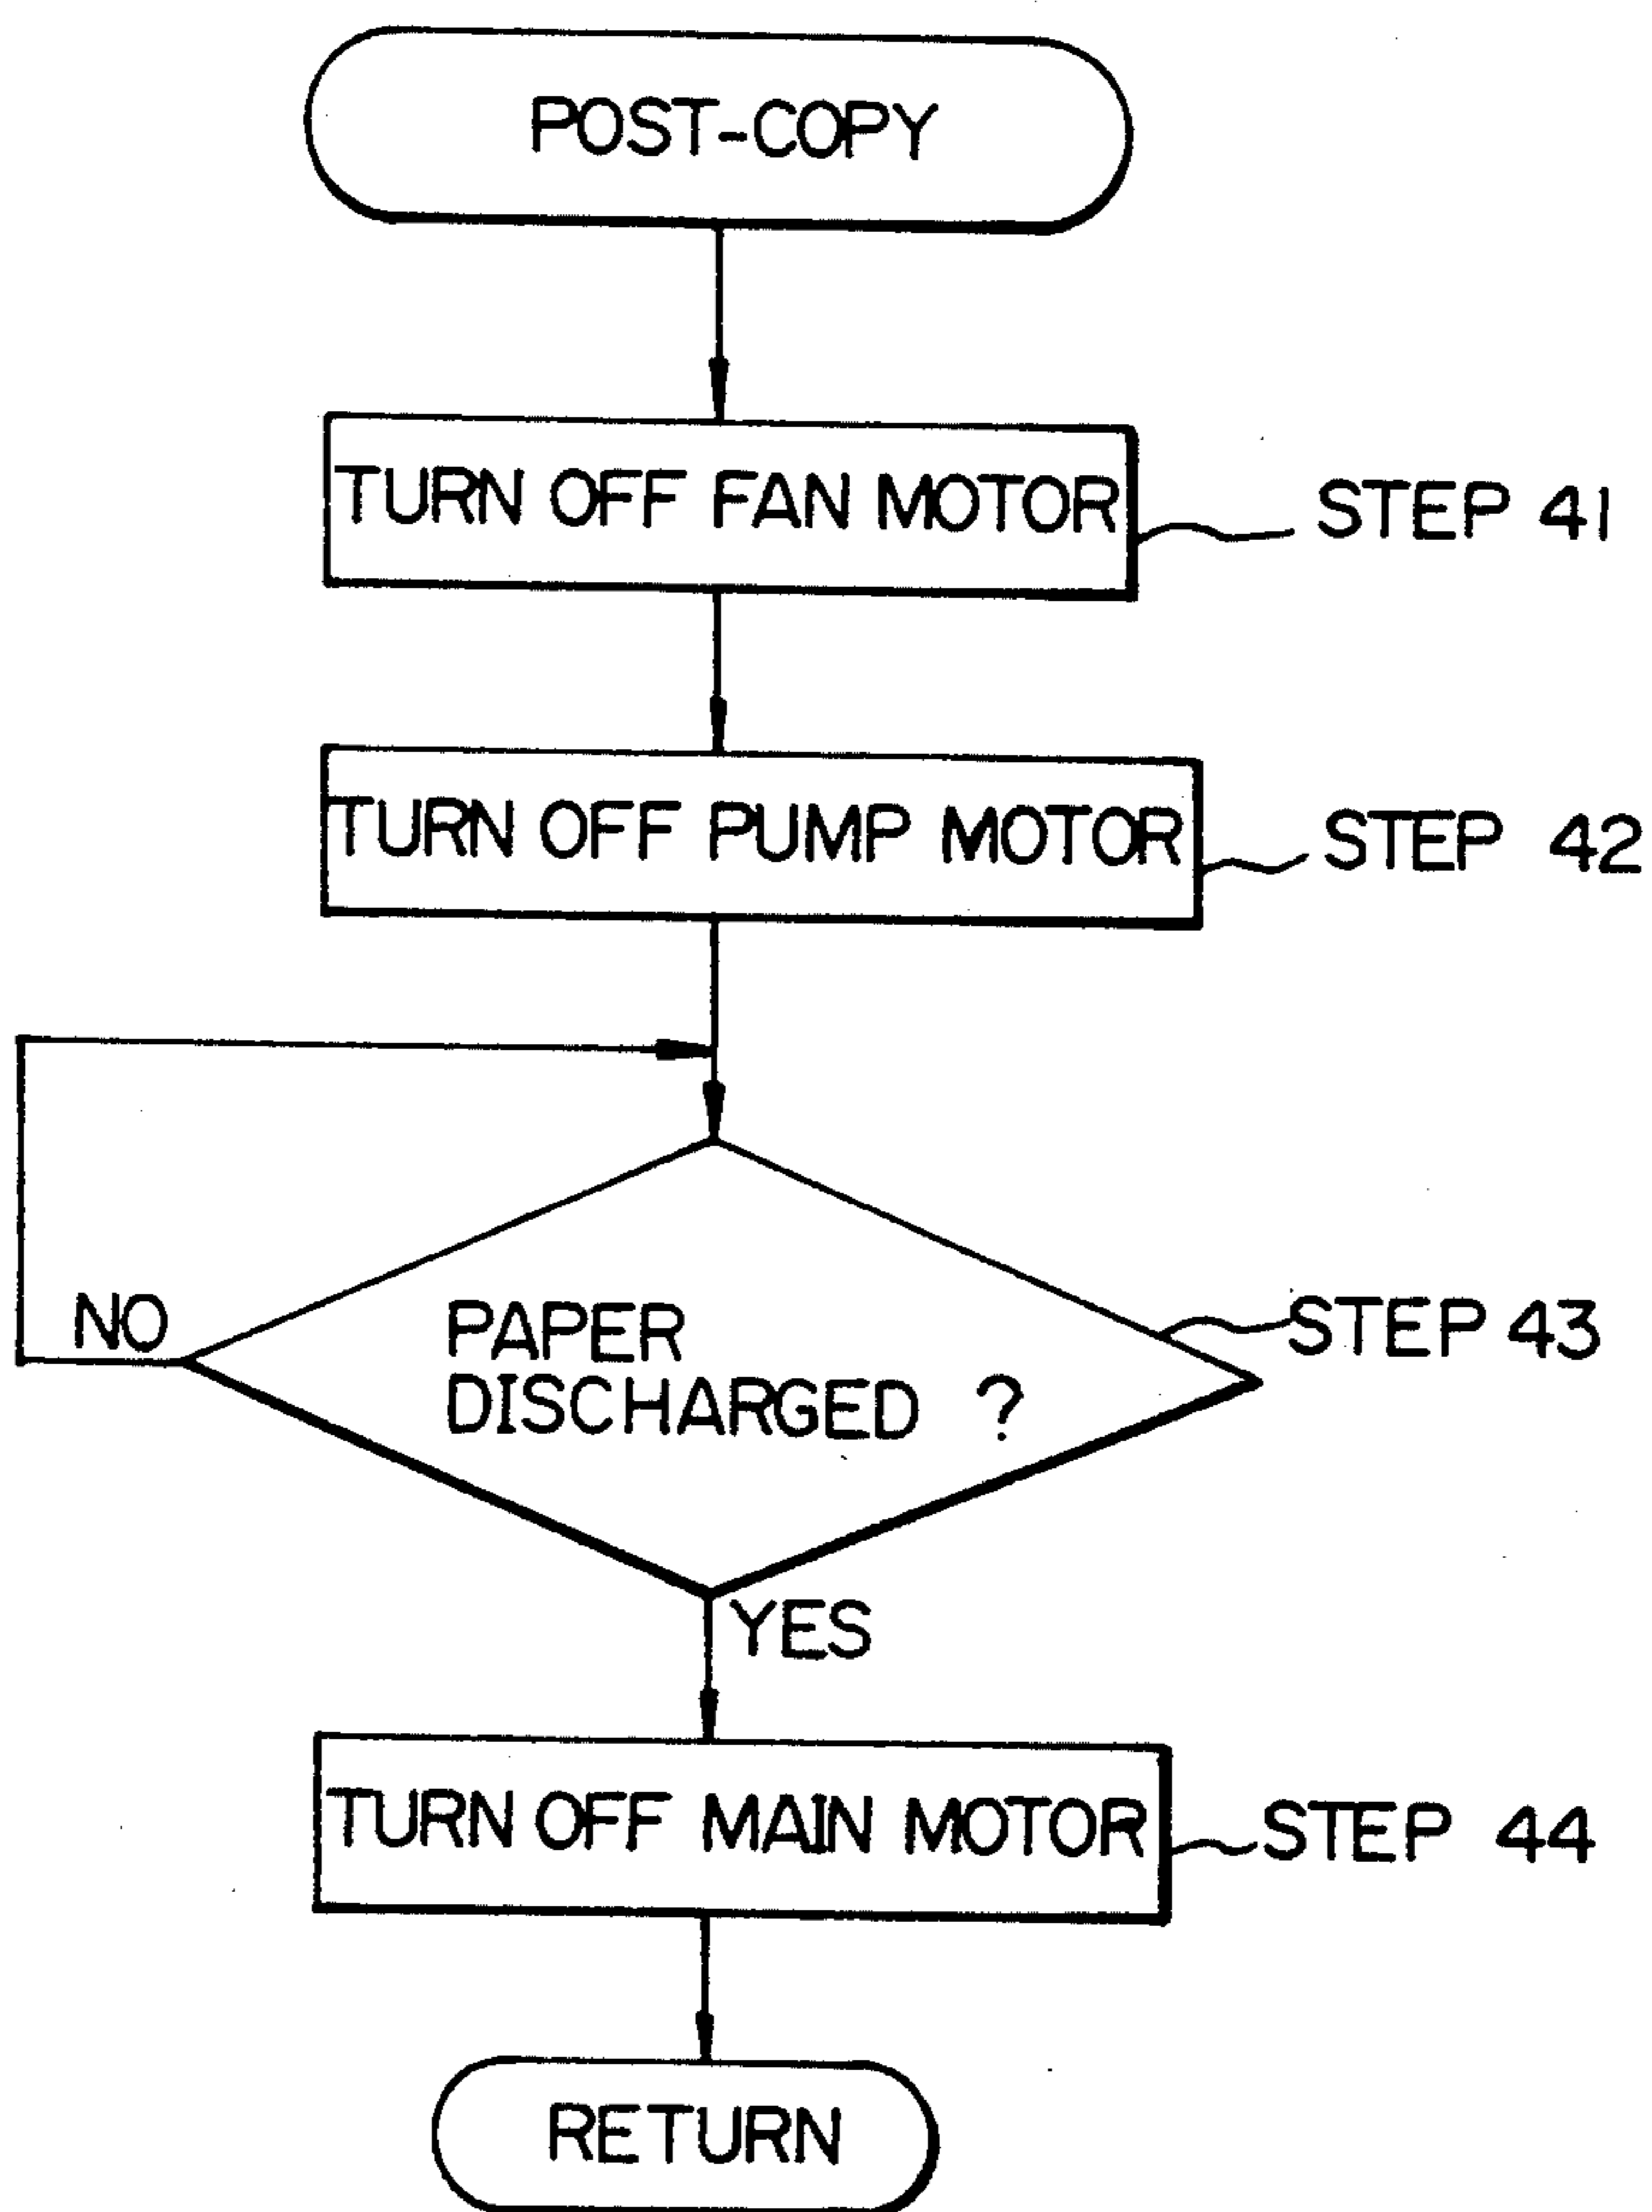 POST-COPY
TURN OFF FAN MOTOR
STEP 41
TURN OFF PUMP MOTOR
STEP 42
NO
PAPER
DISCHARGED ?
STEP 43
YES
TURN OFF MAIN MOTOR
STEP 44
RETURN